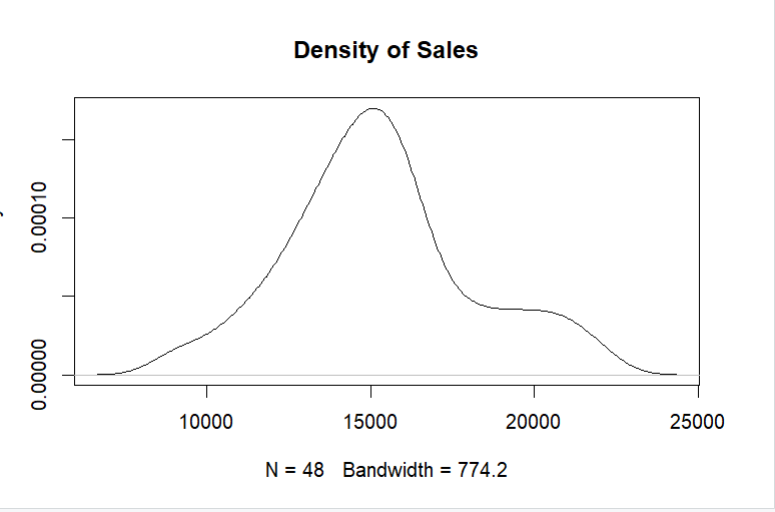 Density of Sales
0.00010
0.00000
10000 15000 20000 25000
N = 48 Bandwidth = 774.2